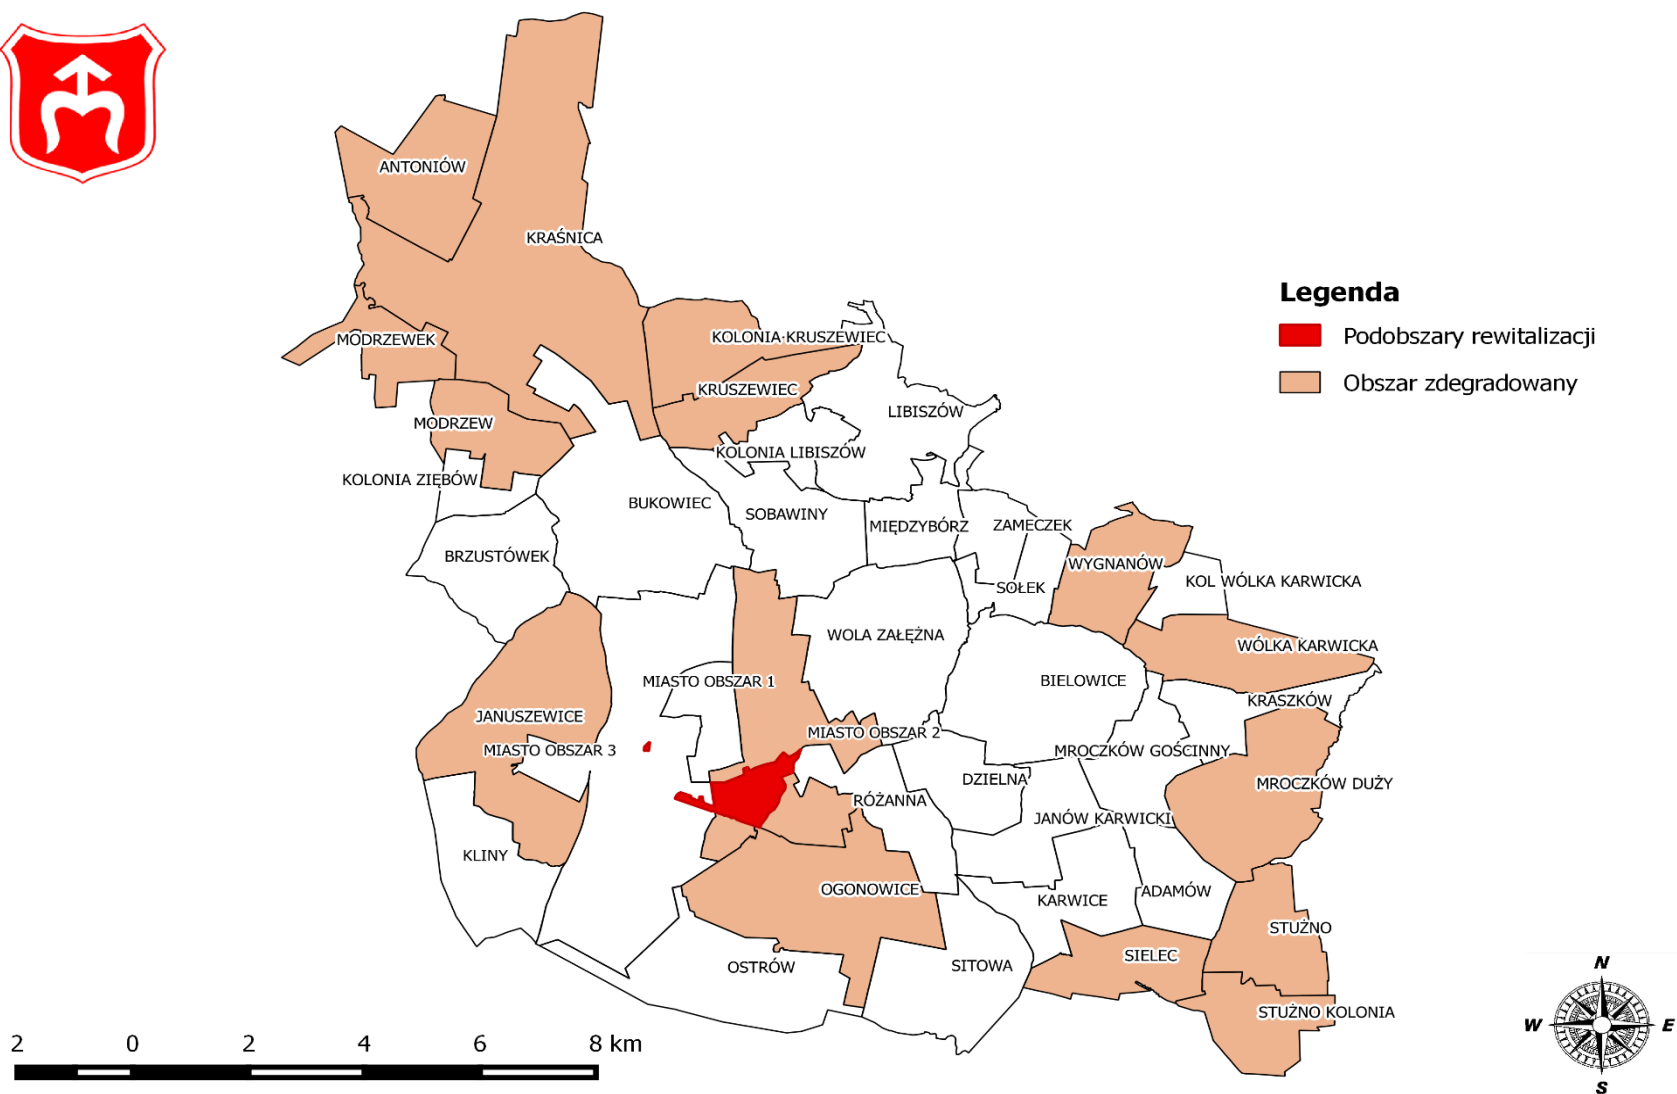 ANTONIÓW
KRAŚNICA
Legenda
Podobszary rewitalizacji
Obszar zdegradowany
MODRZEWEK
KOLONIA KRUSZEWIEC
KRUSZEWIEC
LIBISZÓW
MODRZEW
KOLONIA LIBISZÓW
KOLONIA ZIĘBÓW
BUKOWIEC
SOBAWINY
MIĘDZYBÓRZ
ZAMECZEK
BRZUSTÓWEK
WYGNANÓW
KOL WÓLKA KARWICKA
SOŁEK
WOLA ZAŁĘŻNA
WÓLKA KARWICKA
MIASTO OBSZAR 1
BIELOWICE
KRASZKÓW
JANUSZEWICE
MIASTO OBSZAR 2
MIASTO OBSZAR 3
MROCZKÓW GOŚCINNY
DZIELNA
MROCZKÓW DUŻY
RÓŻANNA
JANÓW KARWICKI
KLINY
OGONOWICE
KARWICE
ADAMÓW
STUŻNO
OSTRÓW
SITOWA
SIELEC
STUŻNO KOLONIA
2 0 2 4 6 8 km
N
W E
S